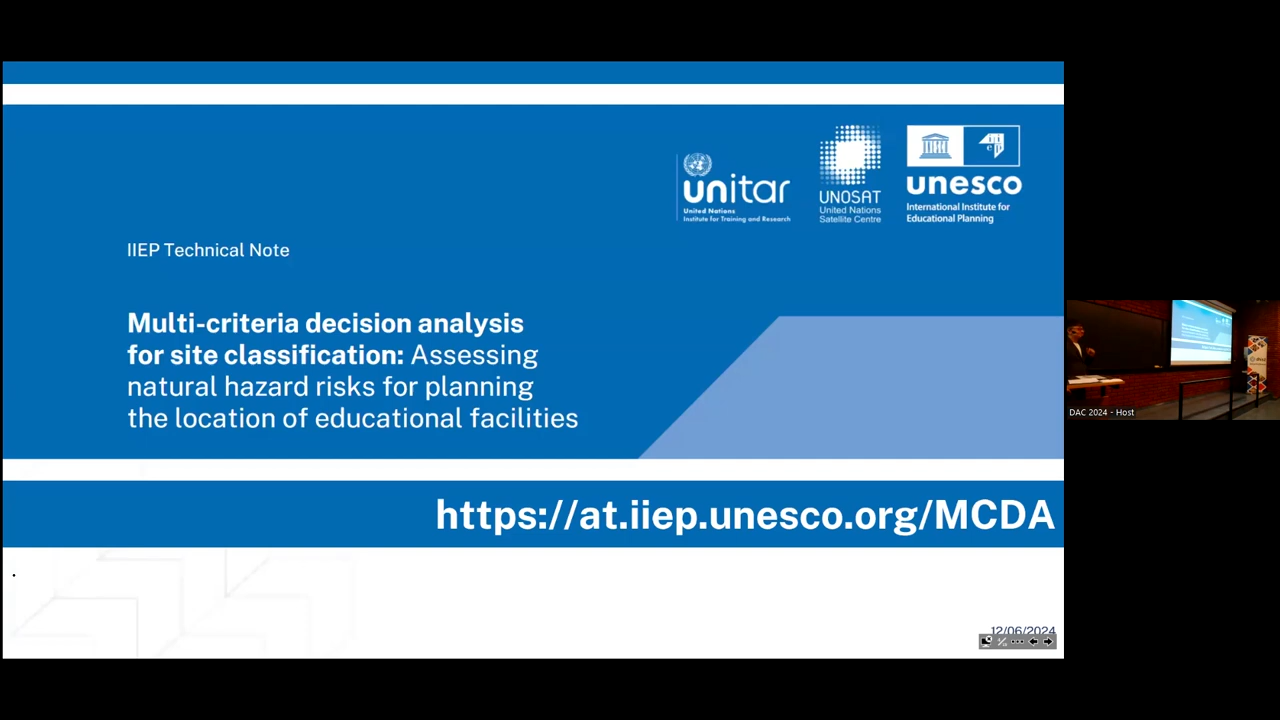 unitar
United Nations
Institute for Training and Research
UNOSAT
United Nations
Satellite Centre
unesco
International Institute for
Educational Planning
IIEP Technical Note
Multi-criteria decision analysis
for site classification: Assessing
natural hazard risks for planning
the location of educational facilities
https://at.iiep.unesco.org/MCDA
12/06/2024
DAC 2024 - Host